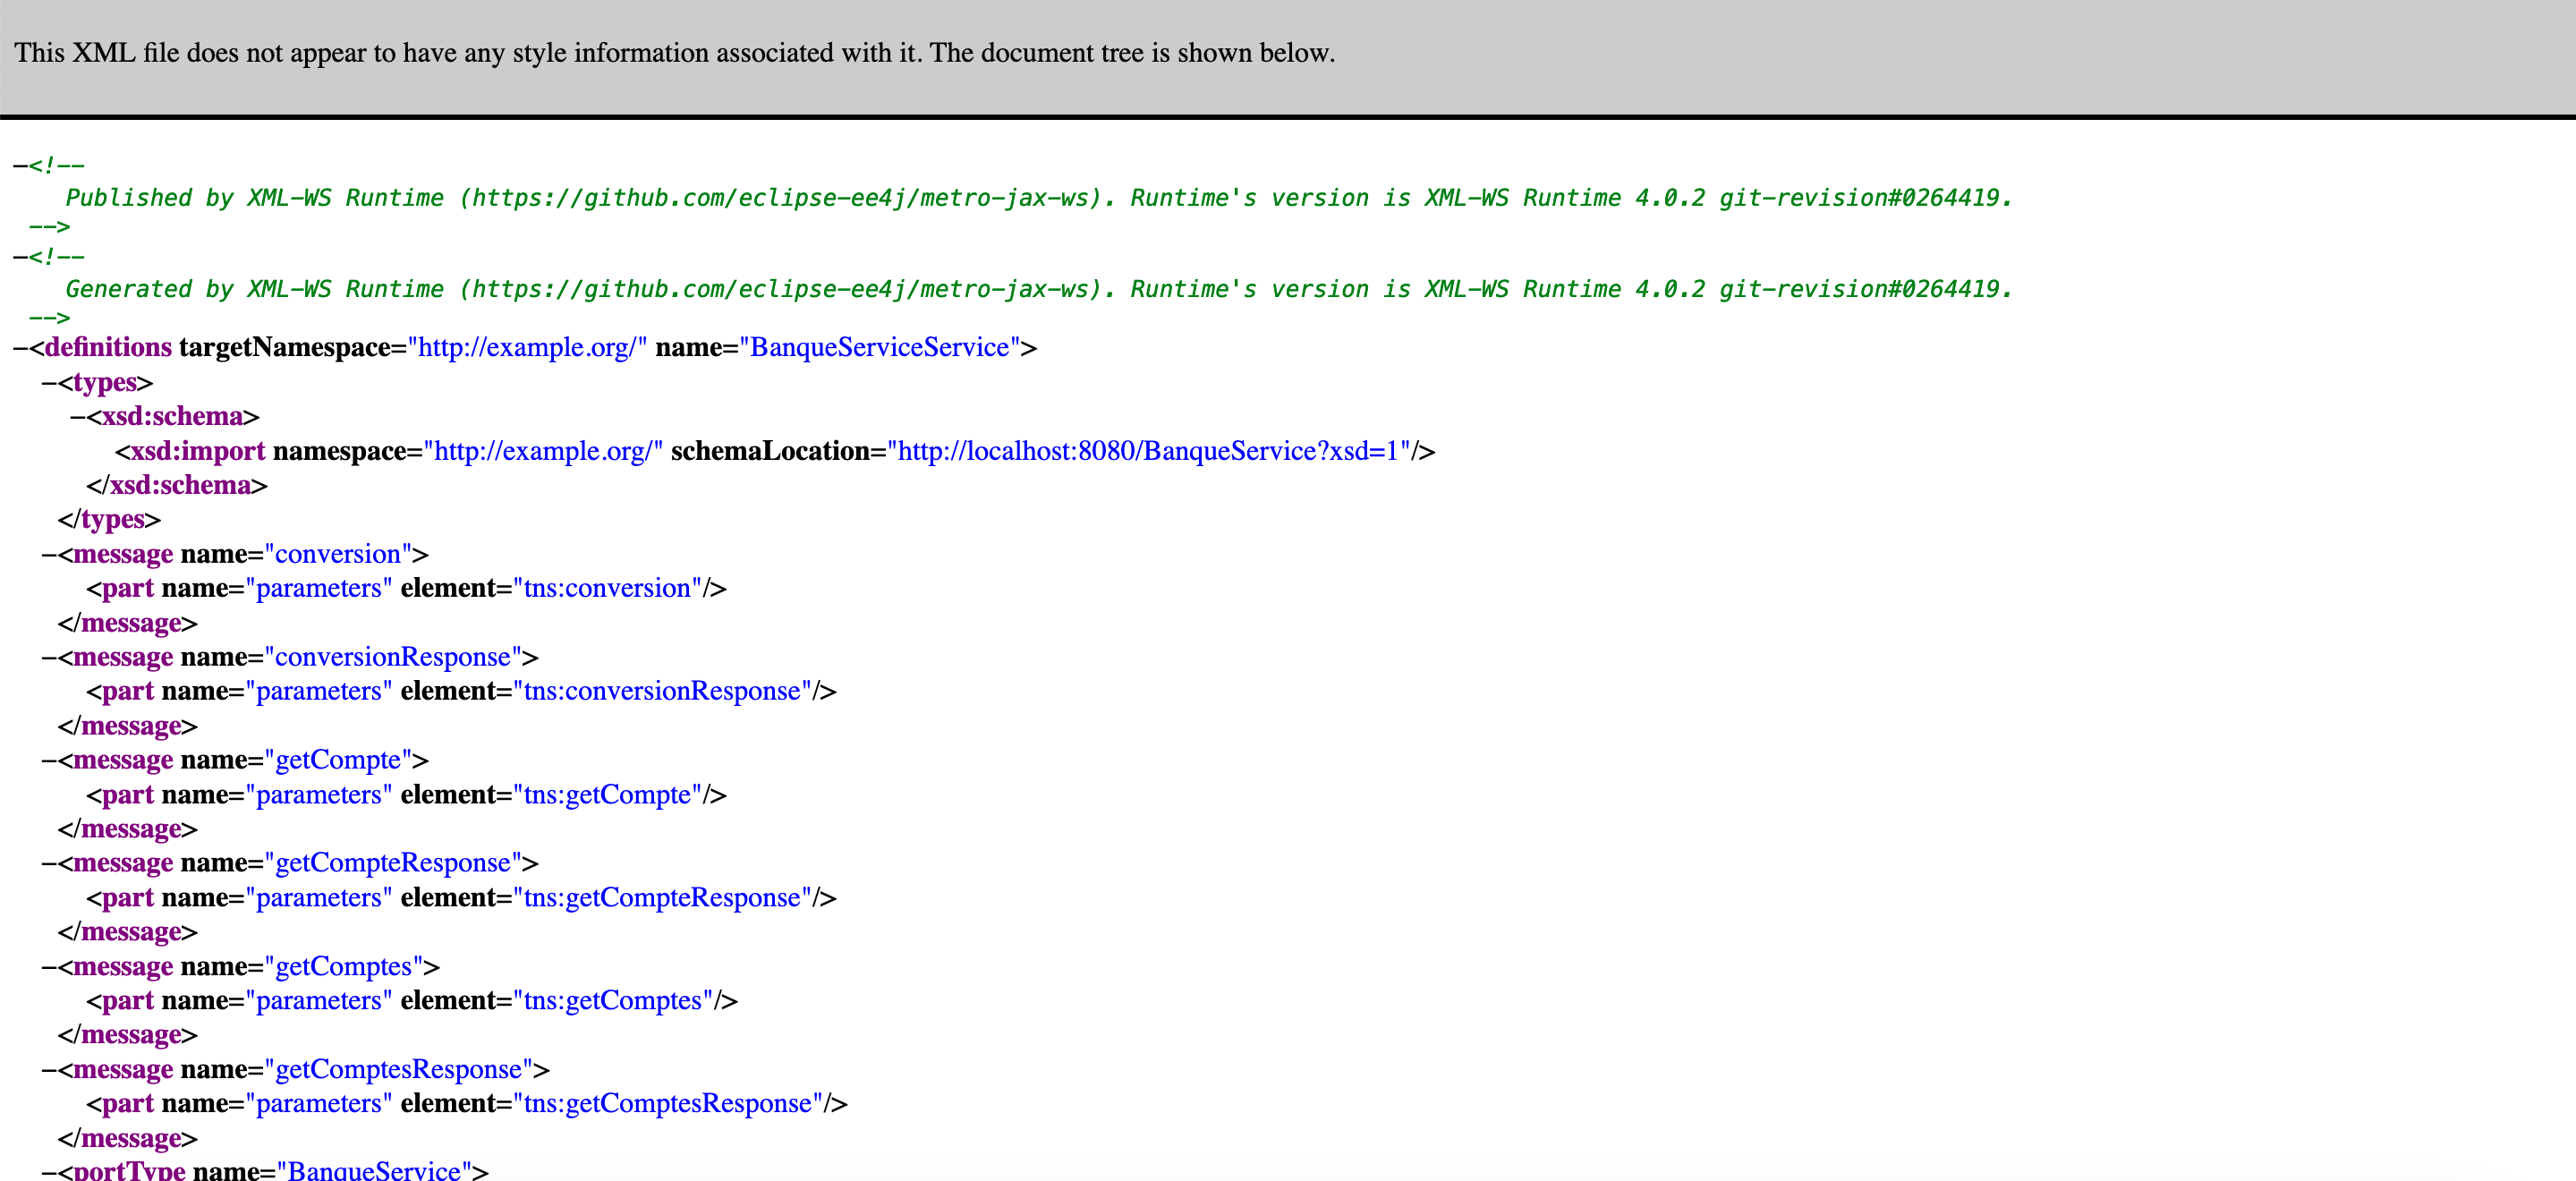 This XML file does not appear to have any style information associated with it. The document tree is shown below.
–<!--
Published by XML-WS Runtime (https://github.com/eclipse-ee4j/metro-jax-ws). Runtime's version is XML-WS Runtime 4.0.2 git-revision#0264419.
-->
–<!--
Generated by XML-WS Runtime (https://github.com/eclipse-ee4j/metro-jax-ws). Runtime's version is XML-WS Runtime 4.0.2 git-revision#0264419.
-->
–<definitions targetNamespace="http://example.org/" name="BanqueServiceService">
–<types>
–<xsd:schema>
<xsd:import namespace="http://example.org/" schemaLocation="http://localhost:8080/BanqueService?xsd=1"/>
</xsd:schema>
</types>
–<message name="conversion">
<part name="parameters" element="tns:conversion"/>
</message>
–<message name="conversionResponse">
<part name="parameters" element="tns:conversionResponse"/>
</message>
–<message name="getCompte">
<part name="parameters" element="tns:getCompte"/>
</message>
–<message name="getCompteResponse">
<part name="parameters" element="tns:getCompteResponse"/>
</message>
–<message name="getComptes">
<part name="parameters" element="tns:getComptes"/>
</message>
–<message name="getComptesResponse">
<part name="parameters" element="tns:getComptesResponse"/>
</message>
–<portType name="BanqueService">